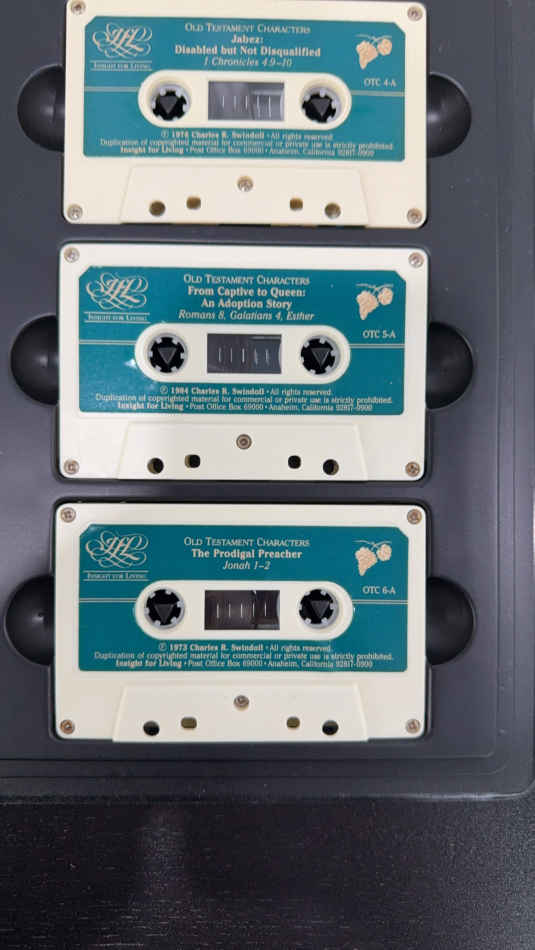 OLD TESTAMENT CHARACTERS
Jabez:
Disabled but Not Disqualified
1 Chronicles 4:9–10
IFL
INSIGHT FOR LIVING
OTC 4-A
Ⓟ 1976 Charles R. Swindoll • All rights reserved.
Duplication of copyrighted material for commercial or private use is strictly prohibited.
Insight for Living • Post Office Box 69000 • Anaheim, California 92817-0900
OLD TESTAMENT CHARACTERS
From Captive to Queen:
An Adoption Story
Romans 8, Galatians 4, Esther
IFL
INSIGHT FOR LIVING
OTC 5-A
Ⓟ 1984 Charles R. Swindoll • All rights reserved.
Duplication of copyrighted material for commercial or private use is strictly prohibited.
Insight for Living • Post Office Box 69000 • Anaheim, California 92817-0900
OLD TESTAMENT CHARACTERS
The Prodigal Preacher
Jonah 1–2
IFL
INSIGHT FOR LIVING
OTC 6-A
Ⓟ 1973 Charles R. Swindoll • All rights reserved.
Duplication of copyrighted material for commercial or private use is strictly prohibited.
Insight for Living • Post Office Box 69000 • Anaheim, California 92817-0900